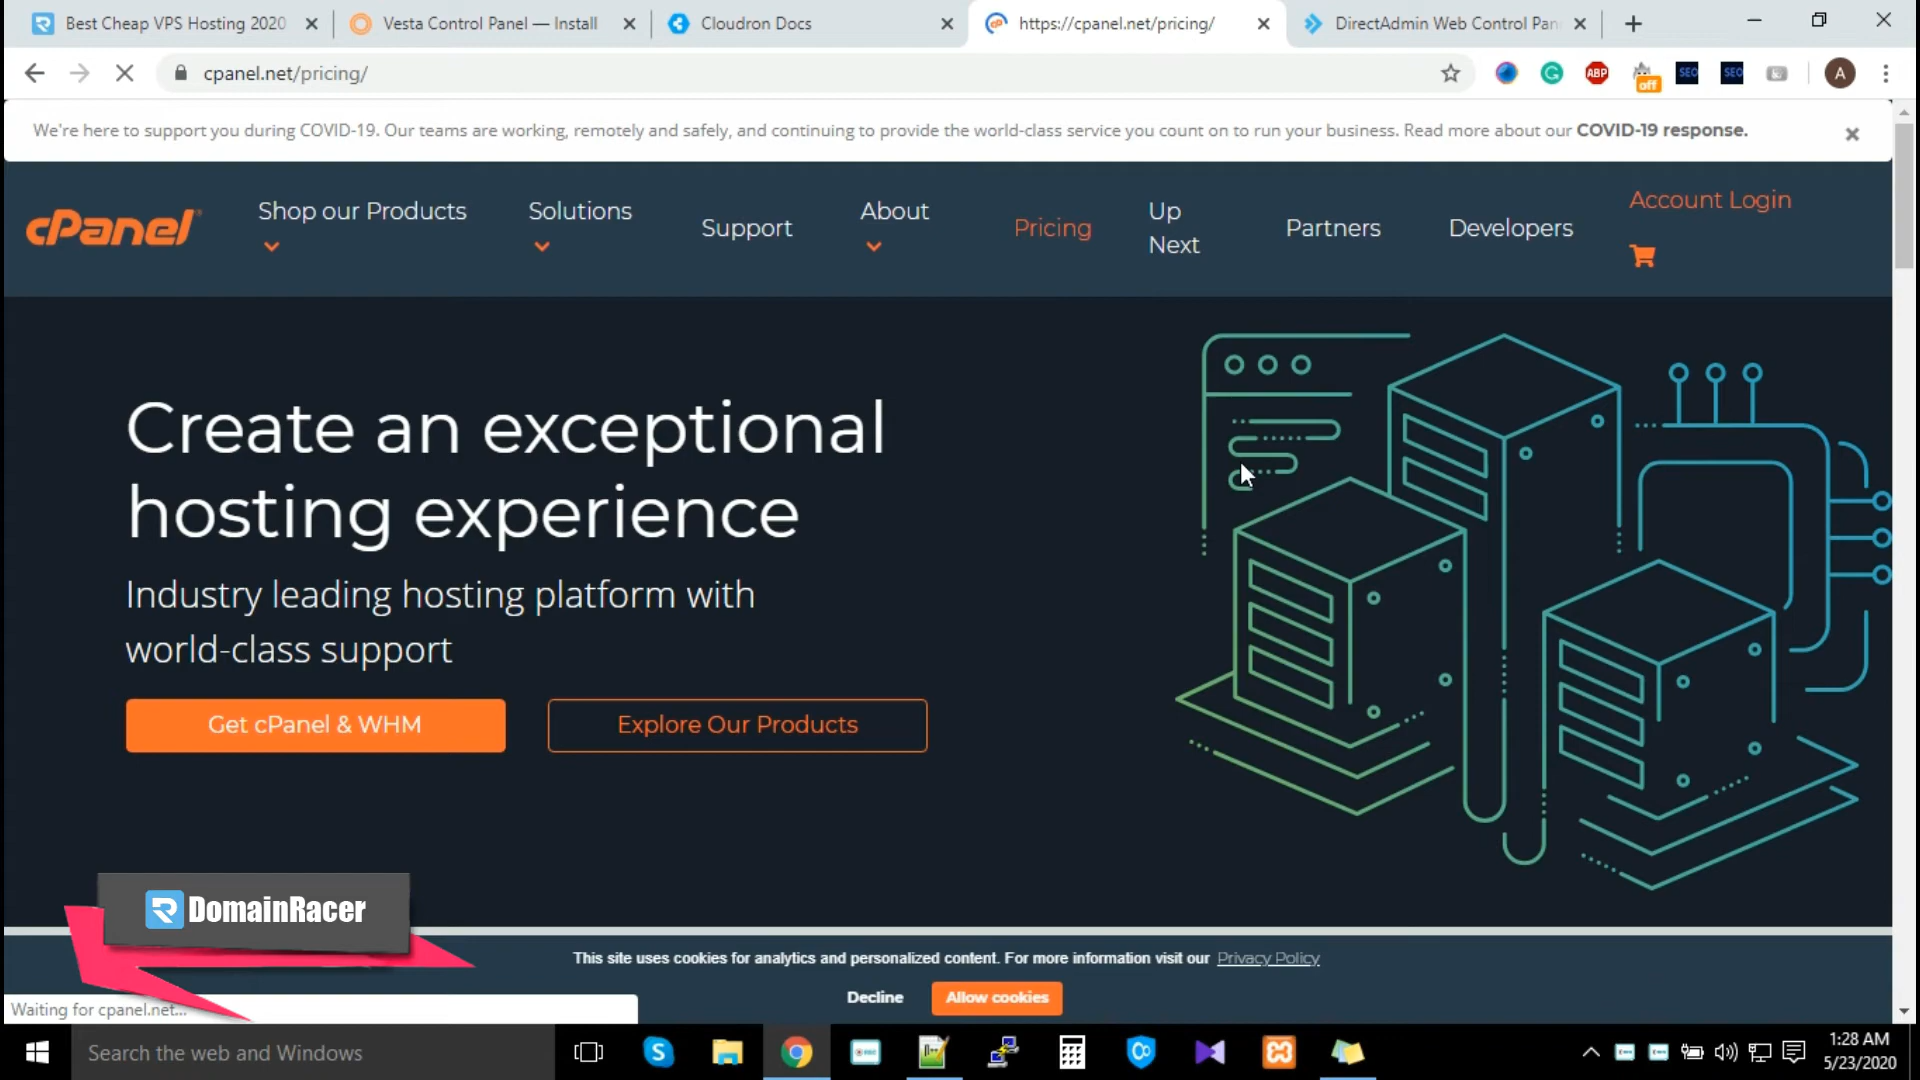 Best Cheap VPS Hosting 2020
Vesta Control Panel — Install
Cloudron Docs
https://cpanel.net/pricing/
DirectAdmin Web Control Pan
cpanel.net/pricing/
ABP
off
SEO
SEO
A
We're here to support you during COVID-19. Our teams are working, remotely and safely, and continuing to provide the world-class service you count on to run your business. Read more about our COVID-19 response.
cPanel
Shop our Products
Solutions
Support
About
Pricing
Up
Next
Partners
Developers
Account Login
Create an exceptional
hosting experience
Industry leading hosting platform with
world-class support
Get cPanel & WHM
Explore Our Products
DomainRacer
This site uses cookies for analytics and personalized content. For more information visit our Privacy Policy
Decline
Allow cookies
Waiting for cpanel.net...
Search the web and Windows
1:28 AM
5/23/2020